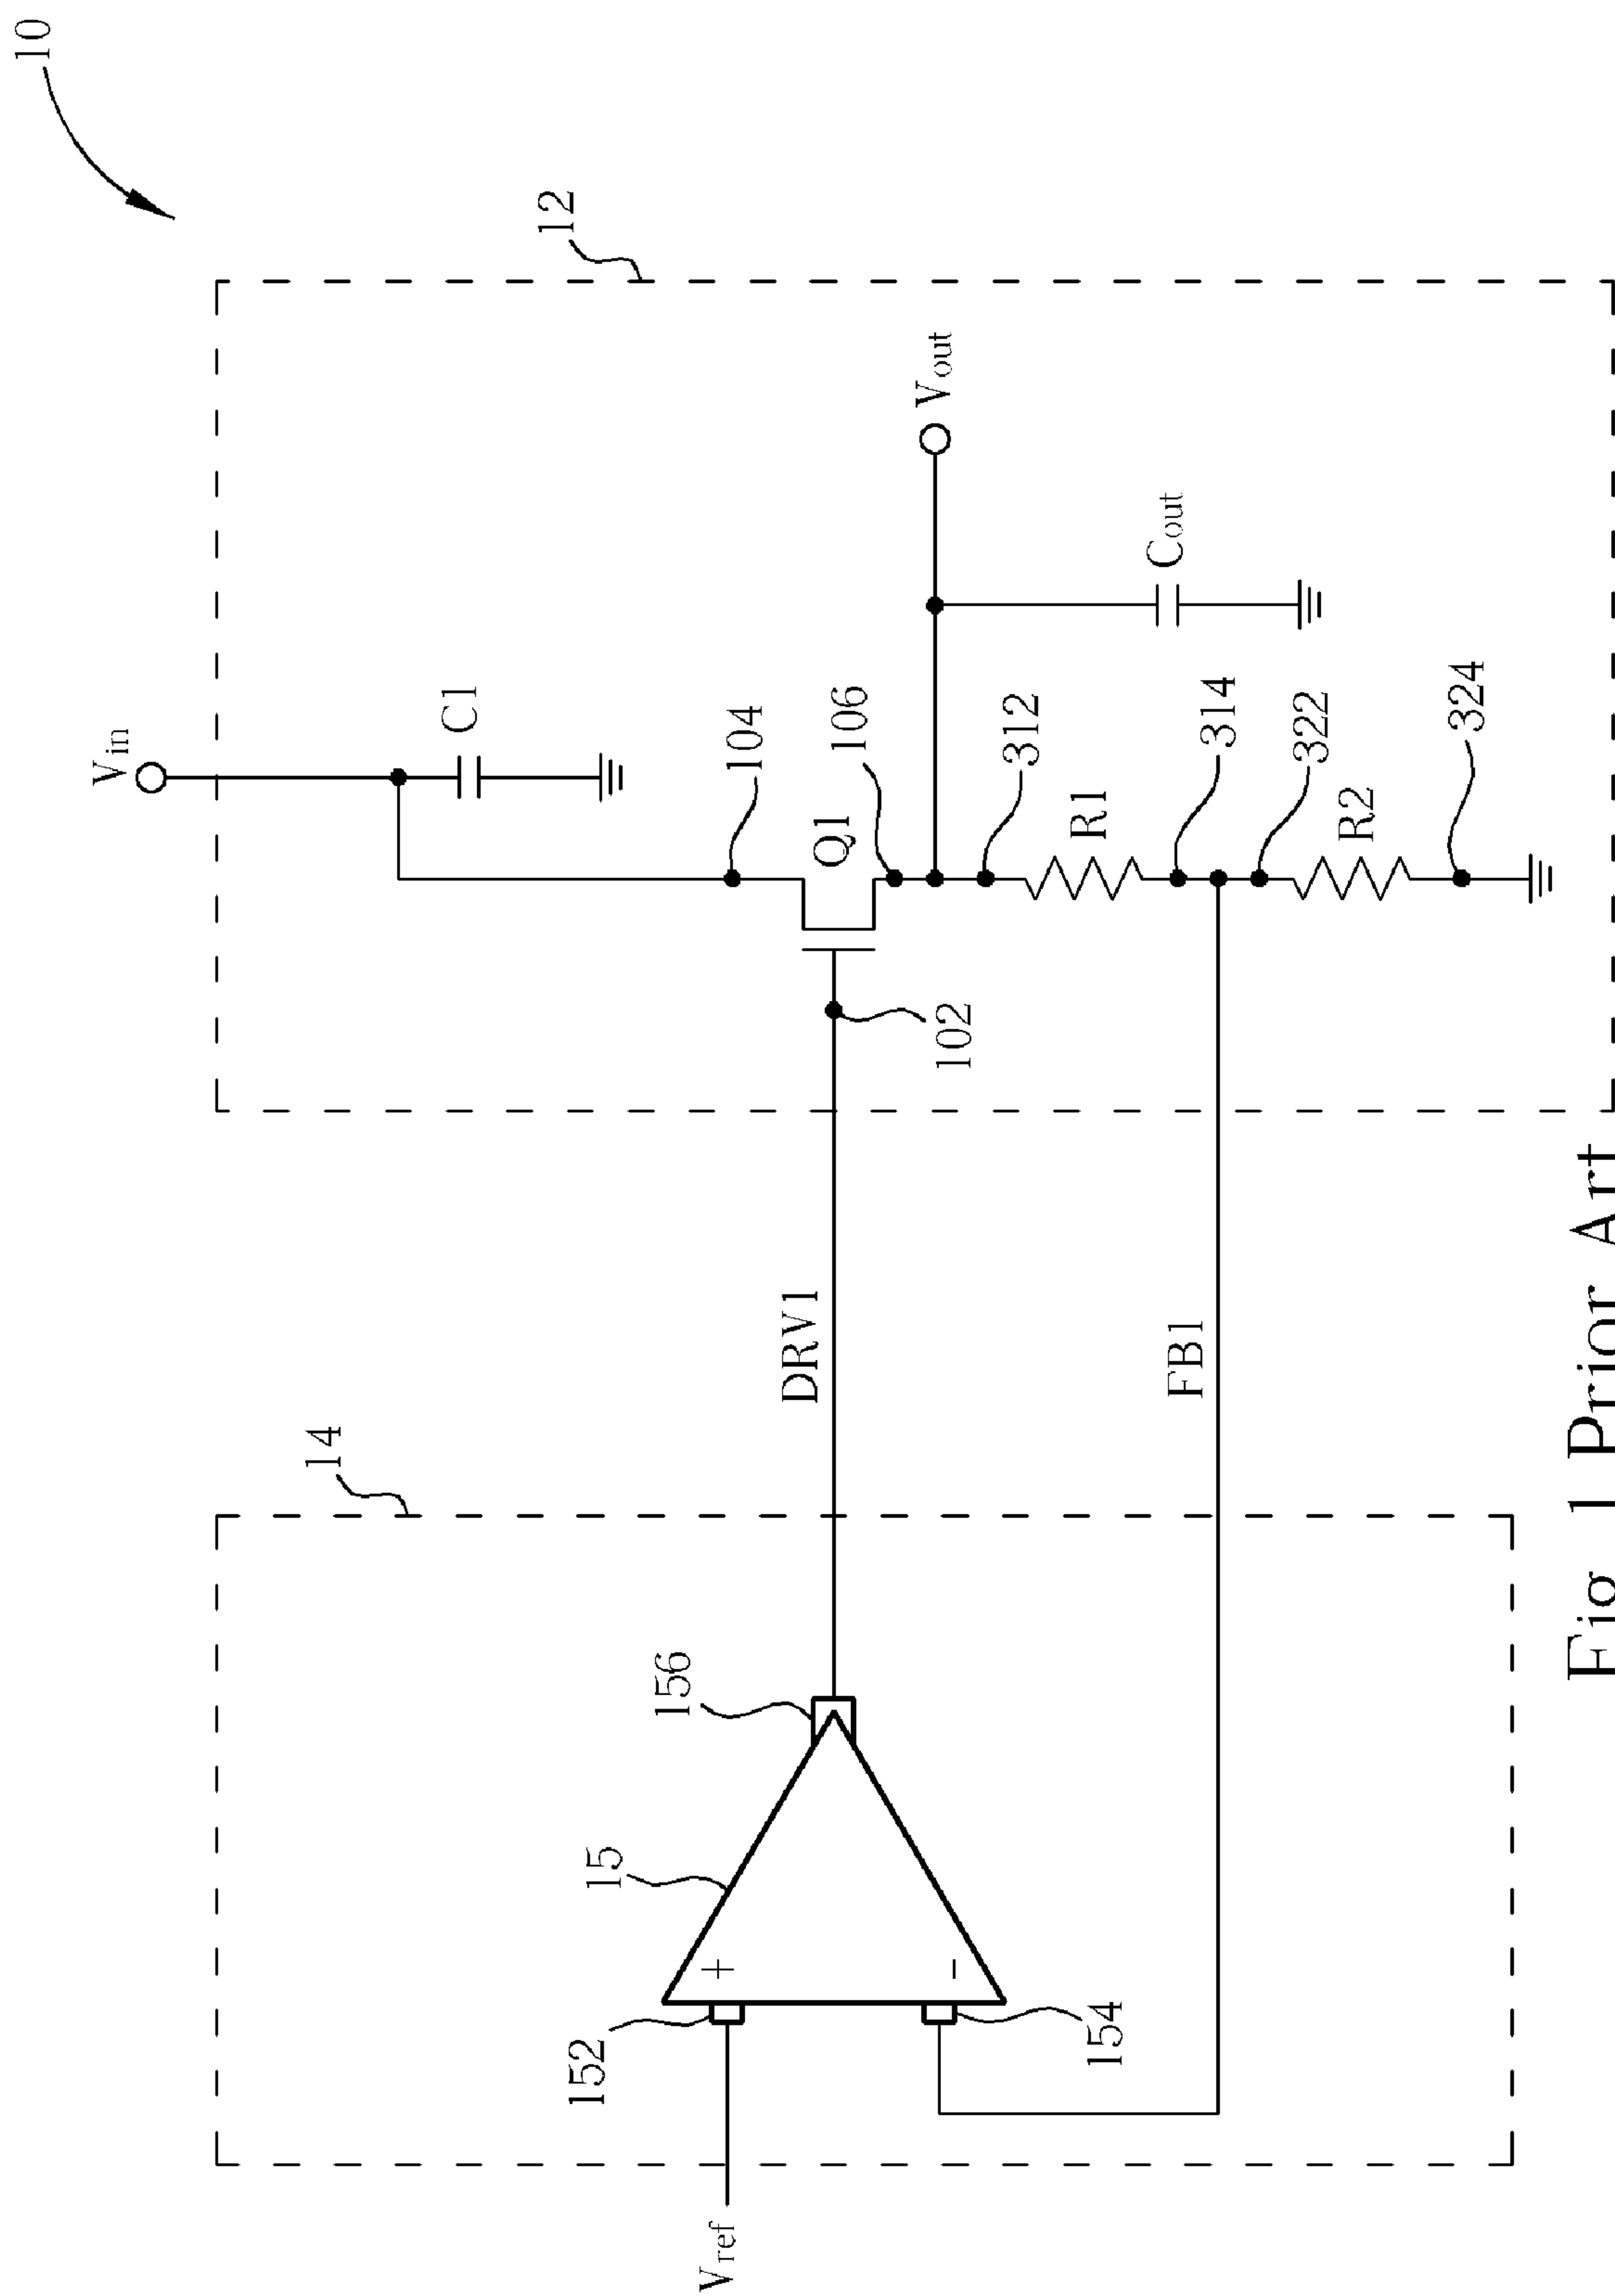 10
12
14
Vin
C1
104
Q1
106
Vout
312
R1
314
Cout
322
R2
324
102
DRV1
FB1
156
15
+
-
152
154
Vref
Fig. 1 Prior Art